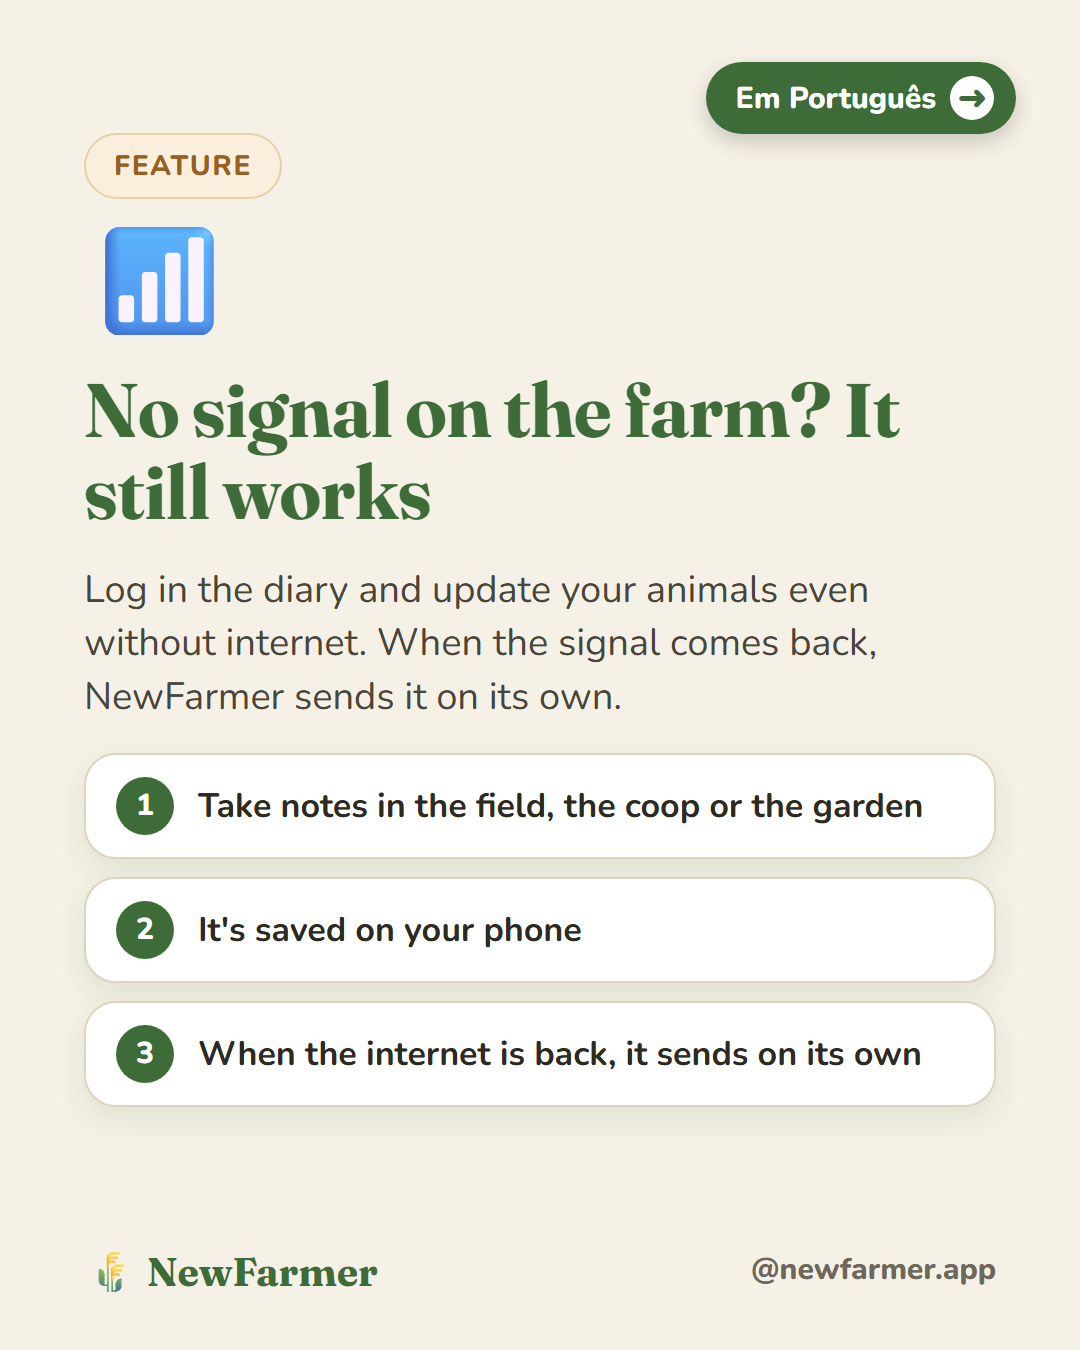 Em Português
FEATURE
No signal on the farm? It
still works
Log in the diary and update your animals even
without internet. When the signal comes back,
NewFarmer sends it on its own.
1 Take notes in the field, the coop or the garden
2 It's saved on your phone
3 When the internet is back, it sends on its own
NewFarmer
@newfarmer.app